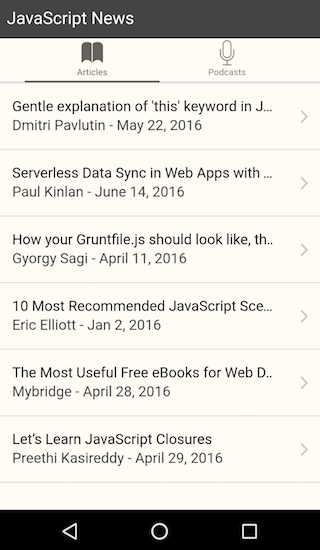 JavaScript News
Articles
Podcasts
Gentle explanation of 'this' keyword in J...
Dmitri Pavlutin - May 22, 2016
Serverless Data Sync in Web Apps with ...
Paul Kinlan - June 14, 2016
How your Gruntfile.js should look like, th..
Gyorgy Sagi - April 11, 2016
10 Most Recommended JavaScript Sce...
Eric Elliott - Jan 2, 2016
The Most Useful Free eBooks for Web D..
Mybridge - April 28, 2016
Let’s Learn JavaScript Closures
Preethi Kasireddy - April 29, 2016